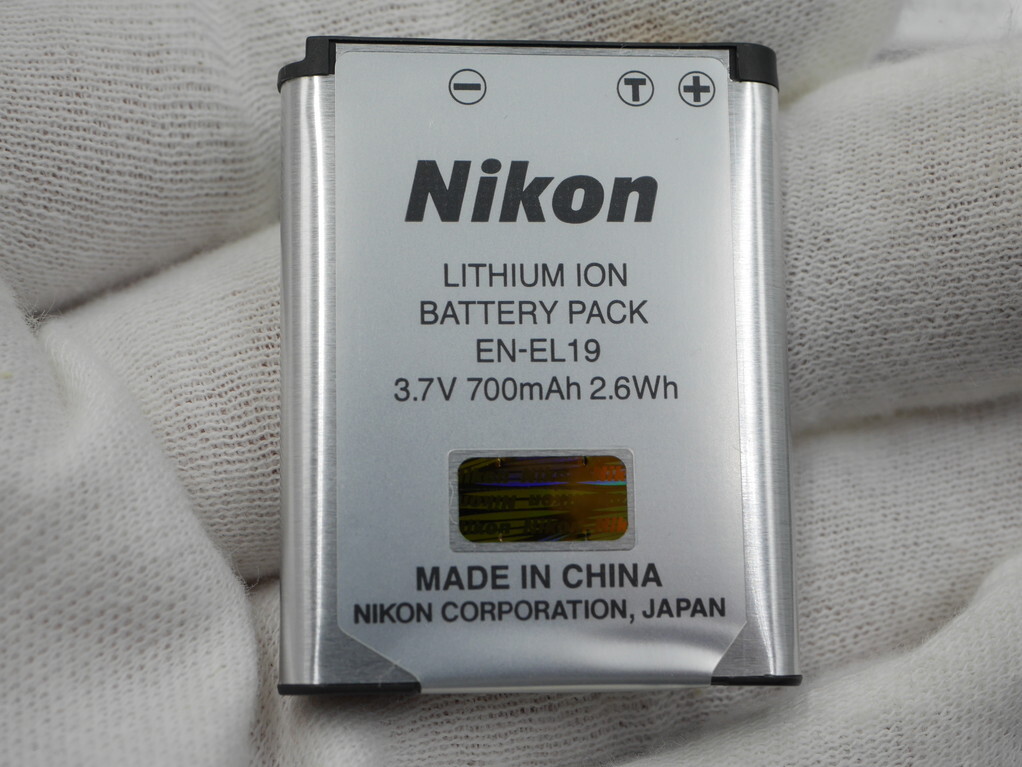 − T +
Nikon
LITHIUM ION
BATTERY PACK
EN-EL19
3.7V 700mAh 2.6Wh
MADE IN CHINA
NIKON CORPORATION, JAPAN